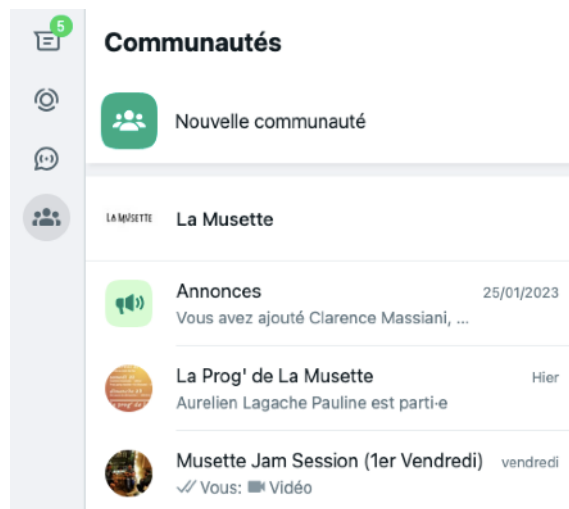 5
Communautés
Nouvelle communauté
LA MUSETTE
La Musette
Annonces
25/01/2023
Vous avez ajouté Clarence Massiani, ...
La Prog' de La Musette
Hier
Aurelien Lagache Pauline est parti·e
Musette Jam Session (1er Vendredi)
vendredi
Vous: Vidéo